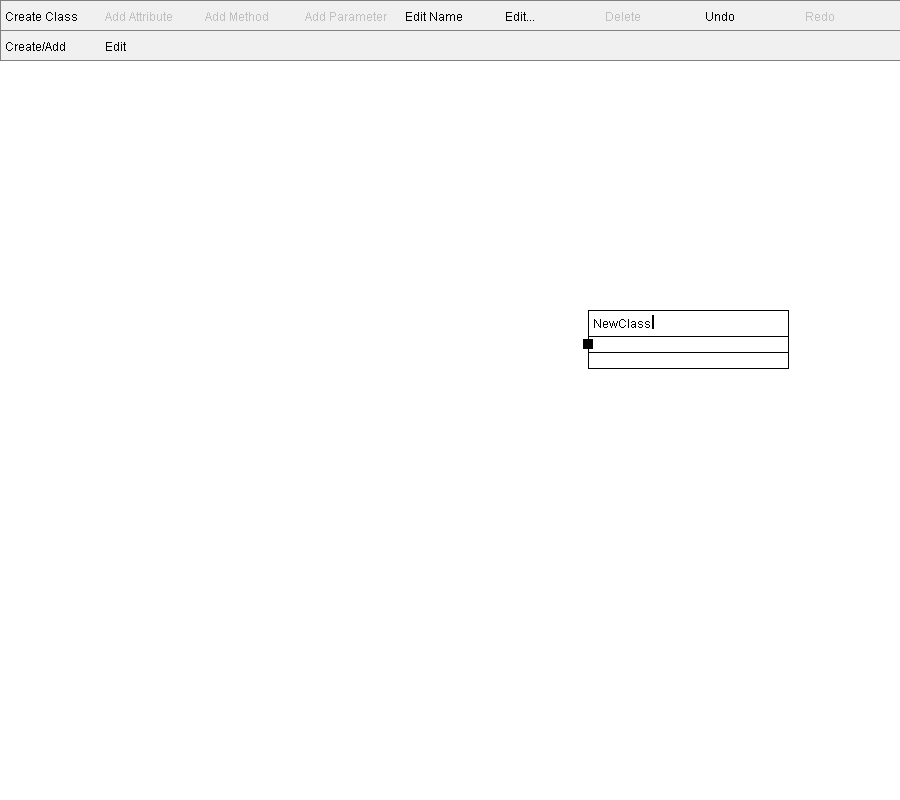 Create Class Add Attribute Add Method Add Parameter Edit Name Edit... Delete Undo Redo
Create/Add Edit
NewClass